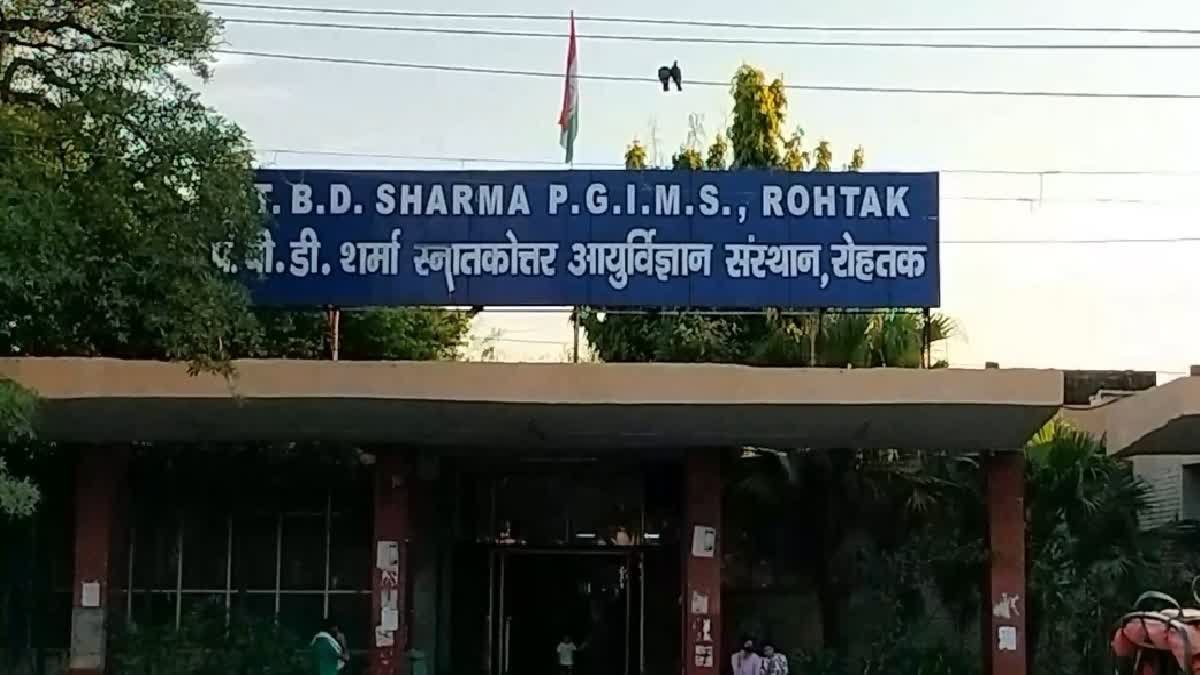 T. B.D. SHARMA P.G.I.M.S., ROHTAK
पं. बी.डी. शर्मा स्नातकोत्तर आयुर्विज्ञान संस्थान, रोहतक